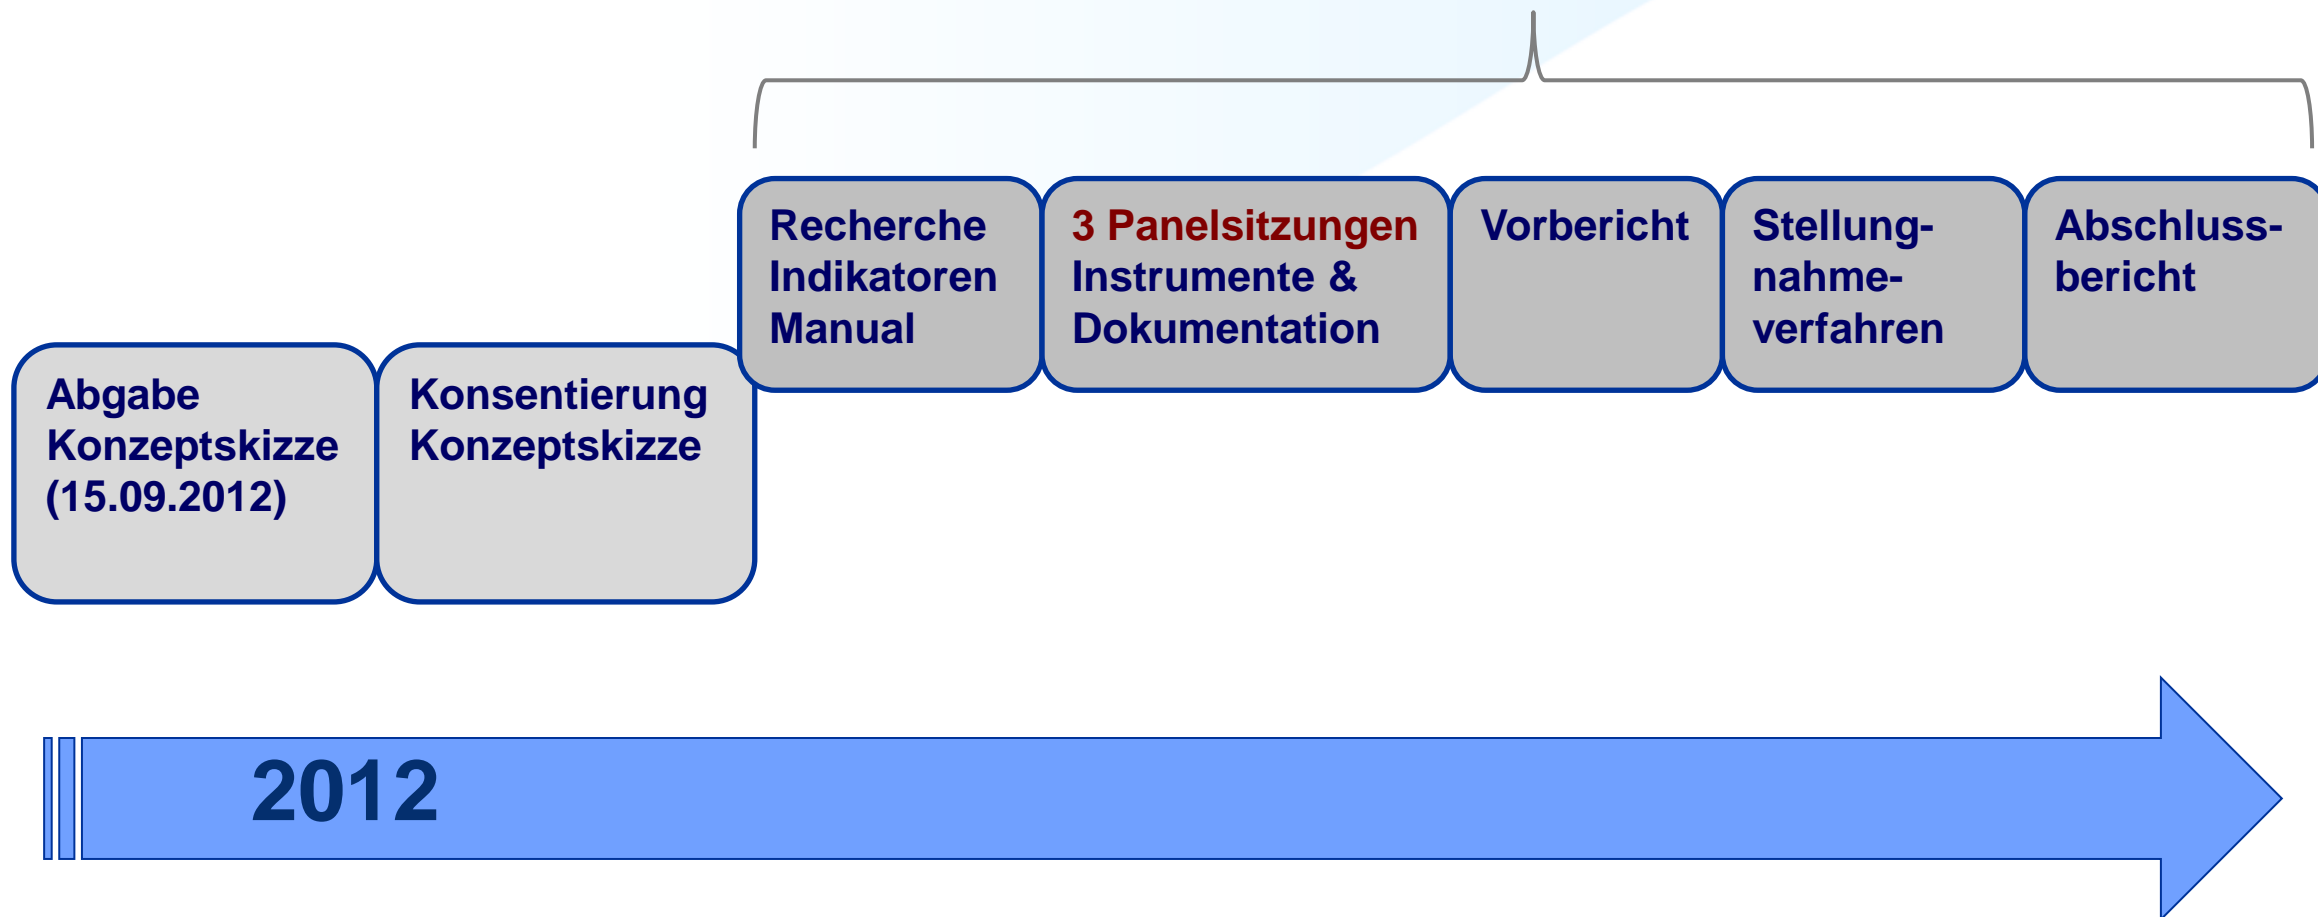 Recherche
Indikatoren
Manual
3 Panelsitzungen
Instrumente &
Dokumentation
Vorbericht
Stellung-
nahme-
verfahren
Abschluss-
bericht
Abgabe
Konzeptskizze
(15.09.2012)
Konsentierung
Konzeptskizze
2012